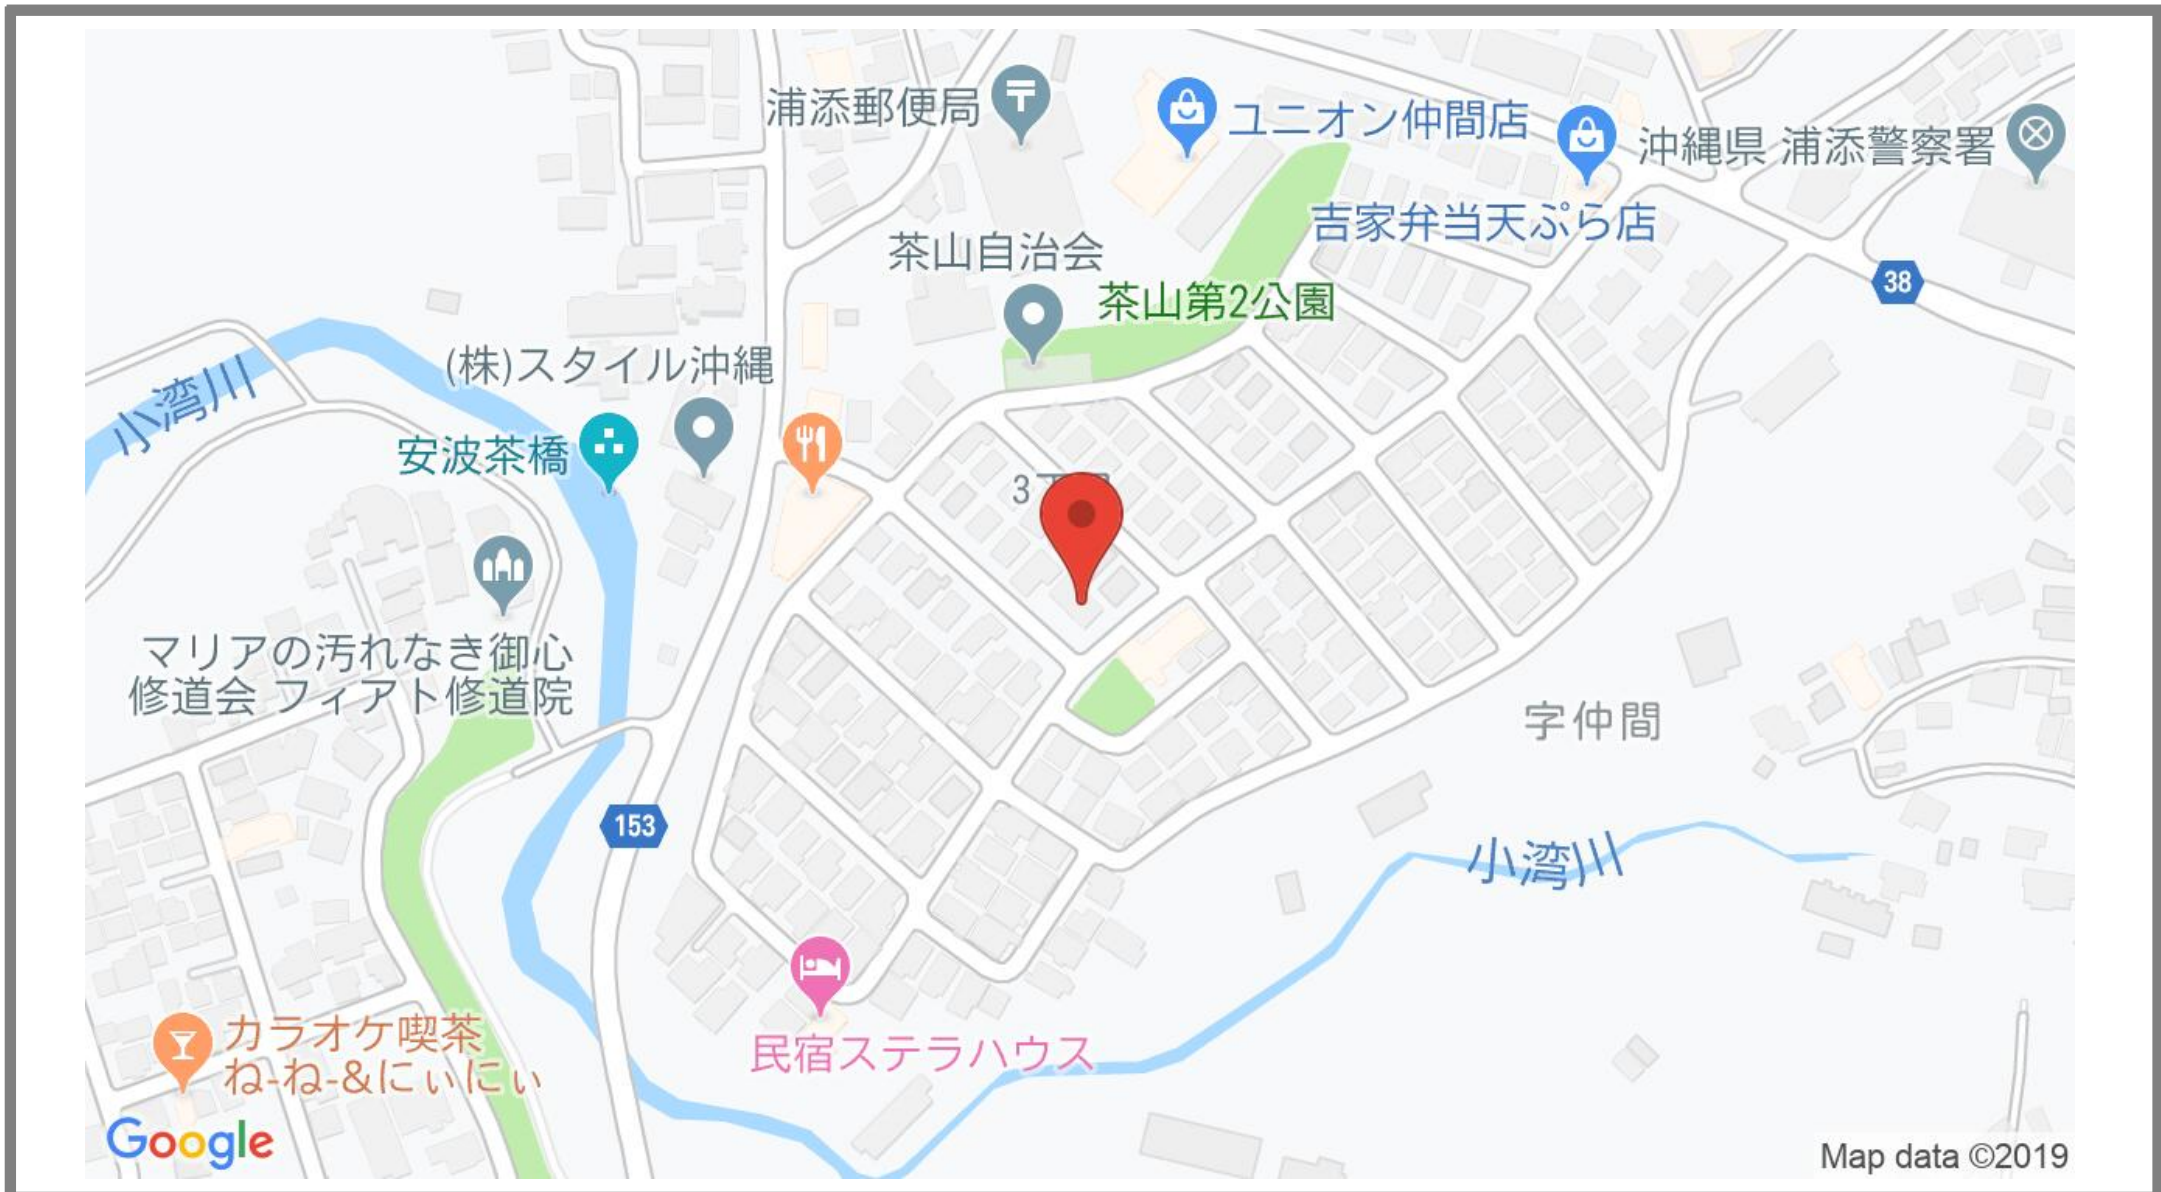 浦添郵便局
ユニオン仲間店
沖縄県 浦添警察署
吉家弁当天ぷら店
茶山自治会
茶山第2公園
38
(株)スタイル沖縄
小湾川
安波茶橋
3
マリアの汚れなき御心
修道会 フィアト修道院
字仲間
153
小湾川
民宿ステラハウス
カラオケ喫茶
ね-ね-&にぃにぃ
Google
Map data ©2019